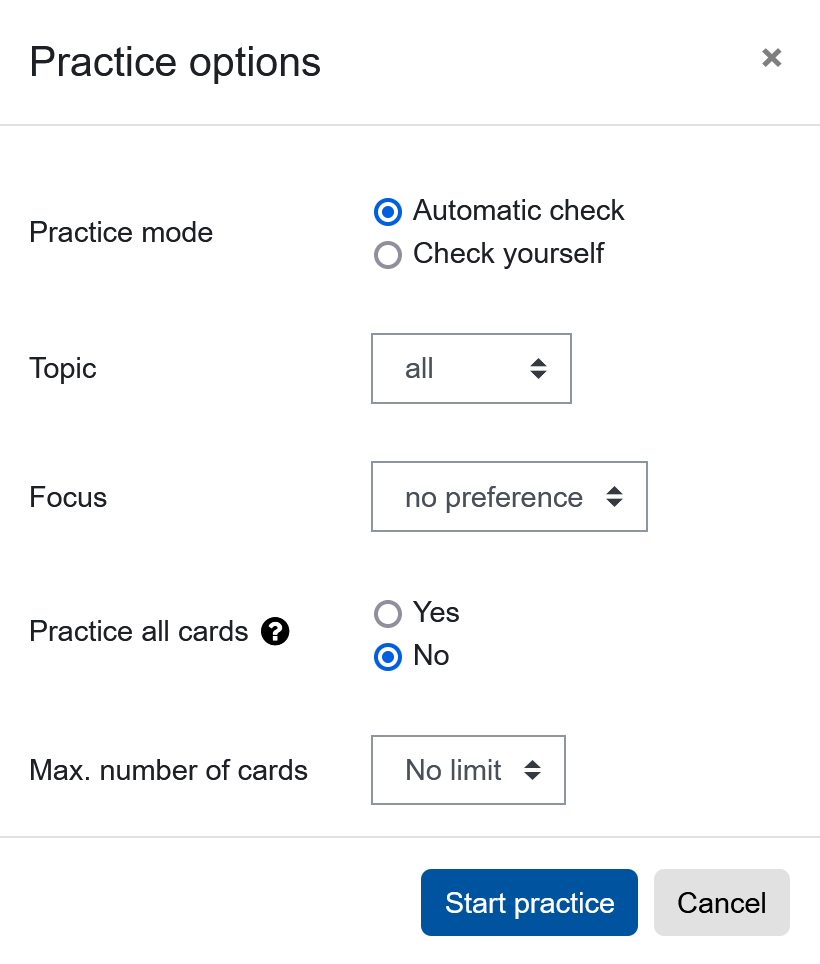 Practice options
Practice mode
Automatic check
Check yourself
Topic
all
Focus
no preference
Practice all cards
Yes
No
Max. number of cards
No limit
Start practice
Cancel